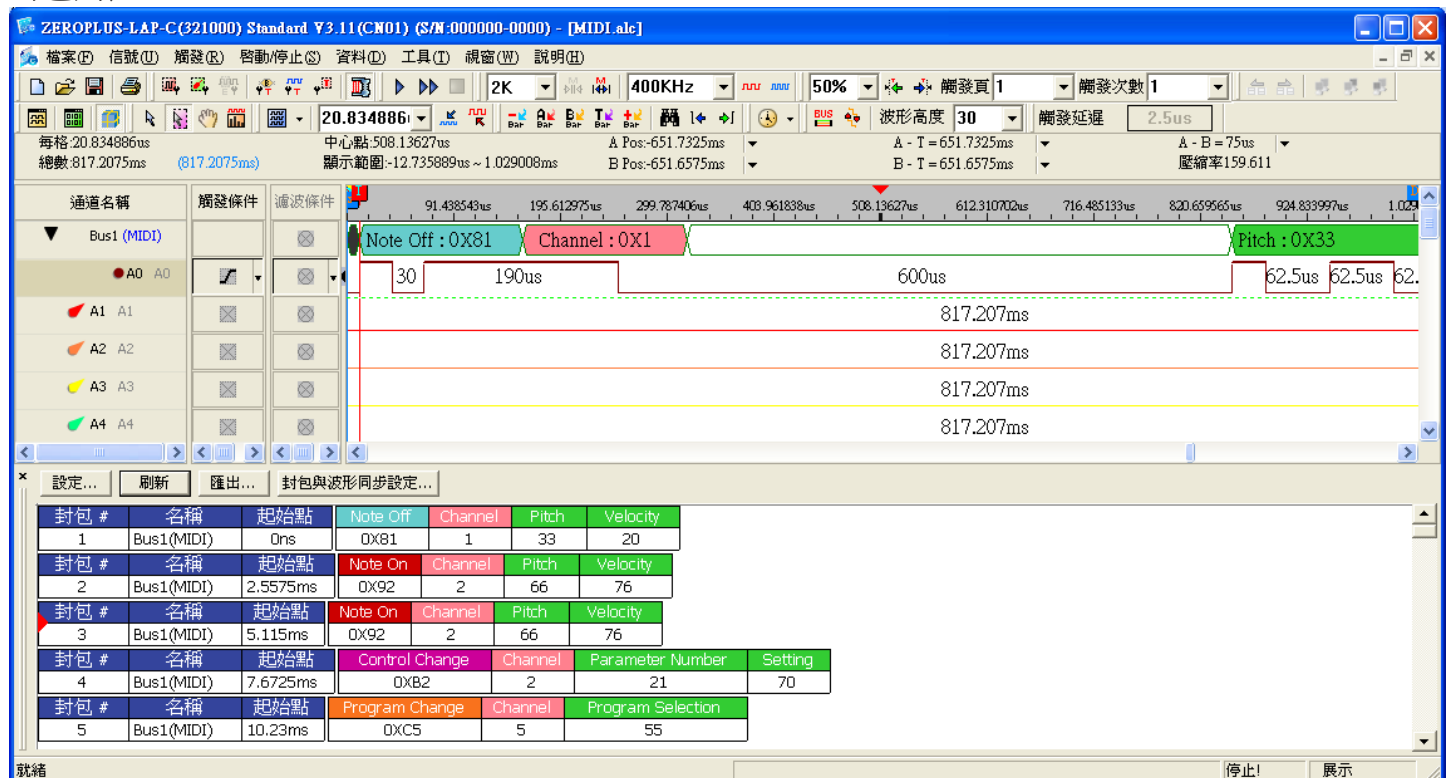 ZEROPLUS-LAP-C(321000) Standard V3.11(CN01) (S/N:000000-0000) - [MIDI.alc]
檔案(F) 信號(U) 觸發(R) 啓動/停止(S) 資料(D) 工具(T) 視窗(W) 說明(H)
2K 400KHz 50% 觸發頁 1 觸發次數 1
20.834886 Bar Bar Bar Bar Bar BUS 波形高度 30 觸發延遲 2.5us
每格:20.834886us 中心點:508.13627us A Pos:-651.7325ms A - T = 651.7325ms A - B = 75us
總數:817.2075ms (817.2075ms) 顯示範圍:-12.735889us ~ 1.029008ms B Pos:-651.6575ms B - T = 651.6575ms 壓縮率159.611
通道名稱 觸發條件 濾波條件 91.438543us 195.612975us 299.787406us 403.961838us 508.13627us 612.310702us 716.485133us 820.659565us 924.833997us
Bus1 (MIDI) Note Off : 0X81 Channel : 0X1 Pitch : 0X33
A0 A0 30 190us 600us 62.5us 62.5us 62.
A1 A1 817.207ms
A2 A2 817.207ms
A3 A3 817.207ms
A4 A4 817.207ms
設定... 刷新 匯出... 封包與波形同步設定...
封包 # 名稱 起始點 Note Off Channel Pitch Velocity
1 Bus1(MIDI) 0ns 0X81 1 33 20
封包 # 名稱 起始點 Note On Channel Pitch Velocity
2 Bus1(MIDI) 2.5575ms 0X92 2 66 76
封包 # 名稱 起始點 Note On Channel Pitch Velocity
3 Bus1(MIDI) 5.115ms 0X92 2 66 76
封包 # 名稱 起始點 Control Change Channel Parameter Number Setting
4 Bus1(MIDI) 7.6725ms 0XB2 2 21 70
封包 # 名稱 起始點 Program Change Channel Program Selection
5 Bus1(MIDI) 10.23ms 0XC5 5 55
就緒 停止! 展示